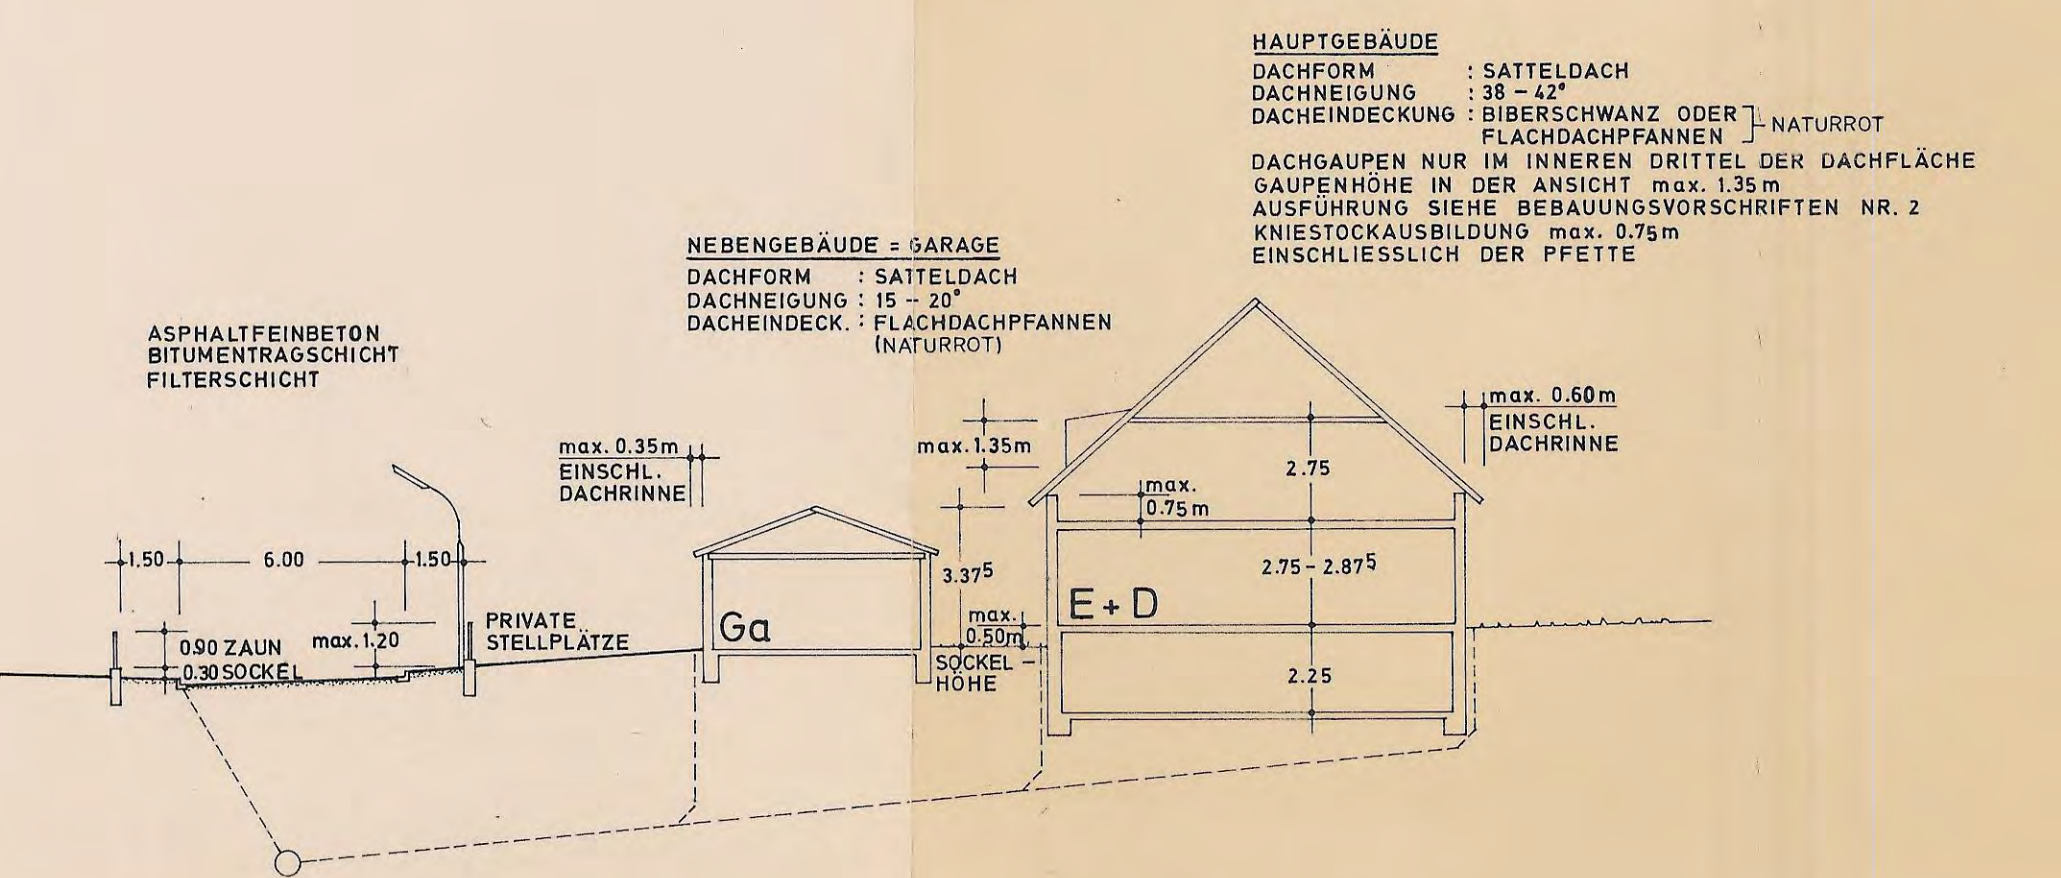 HAUPTGEBÄUDE
DACHFORM : SATTELDACH
DACHNEIGUNG : 38 – 42°
DACHEINDECKUNG : BIBERSCHWANZ ODER
FLACHDACHPFANNEN
NATURROT
DACHGAUPEN NUR IM INNEREN DRITTEL DER DACHFLÄCHE
GAUPENHÖHE IN DER ANSICHT max. 1.35 m
AUSFÜHRUNG SIEHE BEBAUUNGSVORSCHRIFTEN NR. 2
KNIESTOCKAUSBILDUNG max. 0.75 m
EINSCHLIESSLICH DER PFETTE
NEBENGEBÄUDE = GARAGE
DACHFORM : SATTELDACH
DACHNEIGUNG : 15 – 20°
DACHEINDECK. : FLACHDACHPFANNEN
(NATURROT)
ASPHALTFEINBETON
BITUMENTRAGSCHICHT
FILTERSCHICHT
max. 0.35m
EINSCHL.
DACHRINNE
max. 1.35m
max. 0.60m
EINSCHL.
DACHRINNE
2.75
max.
0.75 m
1.50
6.00
1.50
3.37⁵
2.75 – 2.87⁵
E + D
Ga
max.
0.50m
SOCKEL –
HÖHE
PRIVATE
STELLPLÄTZE
0.90 ZAUN
0.30 SOCKEL
max. 1.20
2.25